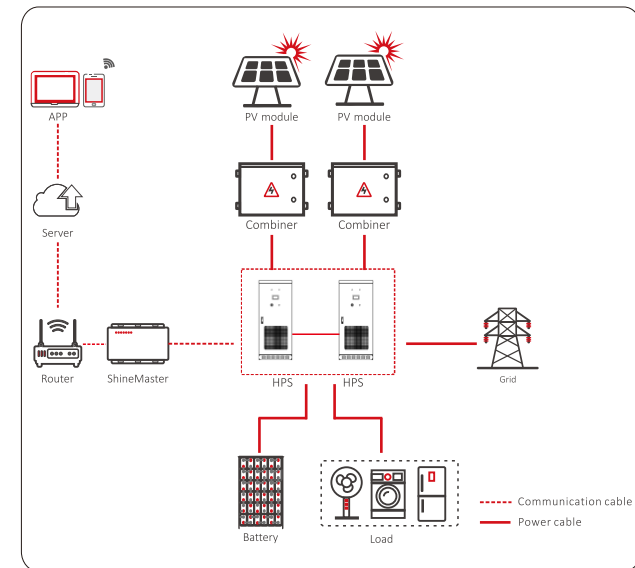 APP
PV module
PV module
Server
Combiner
Combiner
Router
ShineMaster
HPS
HPS
Grid
Battery
Load
Communication cable
Power cable